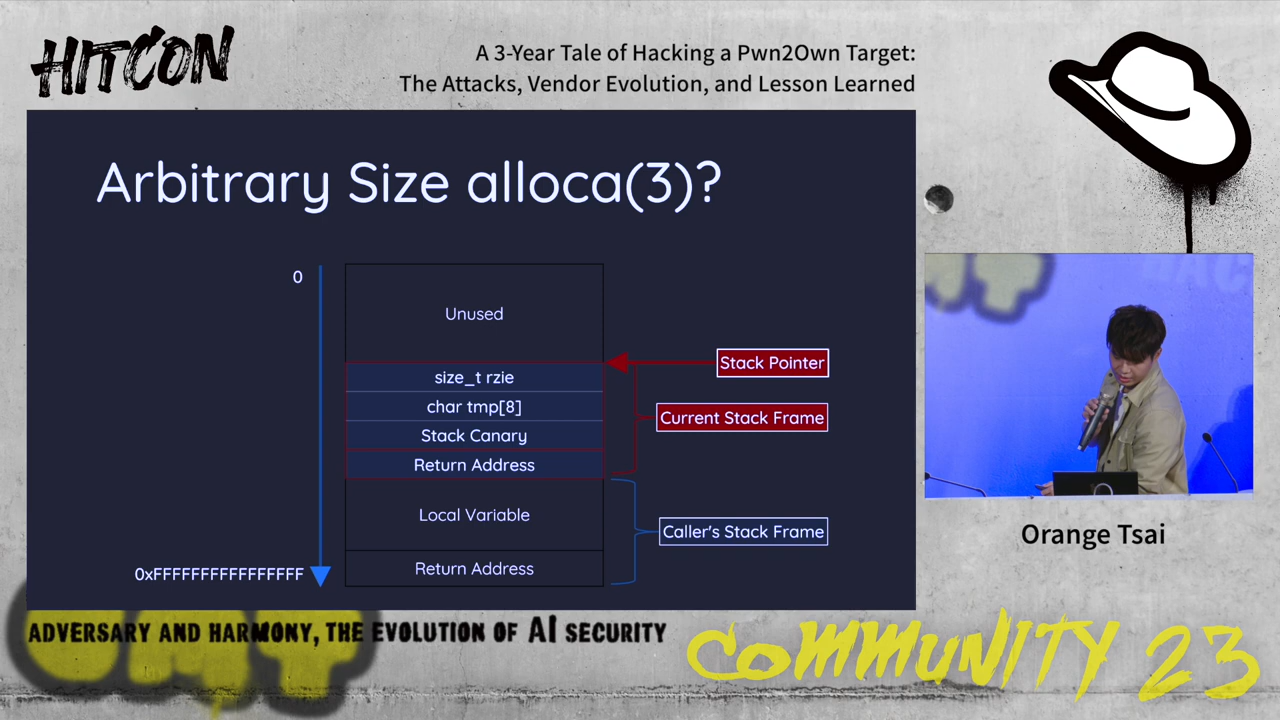 HITCON
A 3-Year Tale of Hacking a Pwn2Own Target:
The Attacks, Vendor Evolution, and Lesson Learned
Arbitrary Size alloca(3)?
0
Unused
Stack Pointer
size_t rzie
char tmp[8]
Current Stack Frame
Stack Canary
Return Address
Local Variable
Caller's Stack Frame
Return Address
0xFFFFFFFFFFFFFFFF
Orange Tsai
ADVERSARY AND HARMONY, THE EVOLUTION OF AI SECURITY
COMMUNITY 23